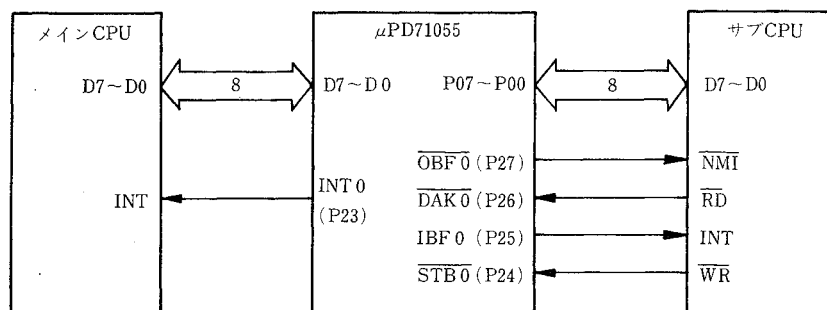 メインCPU
μPD71055
サブCPU
D7～D0
8
D7～D0
P07～P00
8
D7～D0
OBF0 (P27)
NMI
INT
INT0
(P23)
DAK0 (P26)
RD
IBF0 (P25)
INT
STB0 (P24)
WR